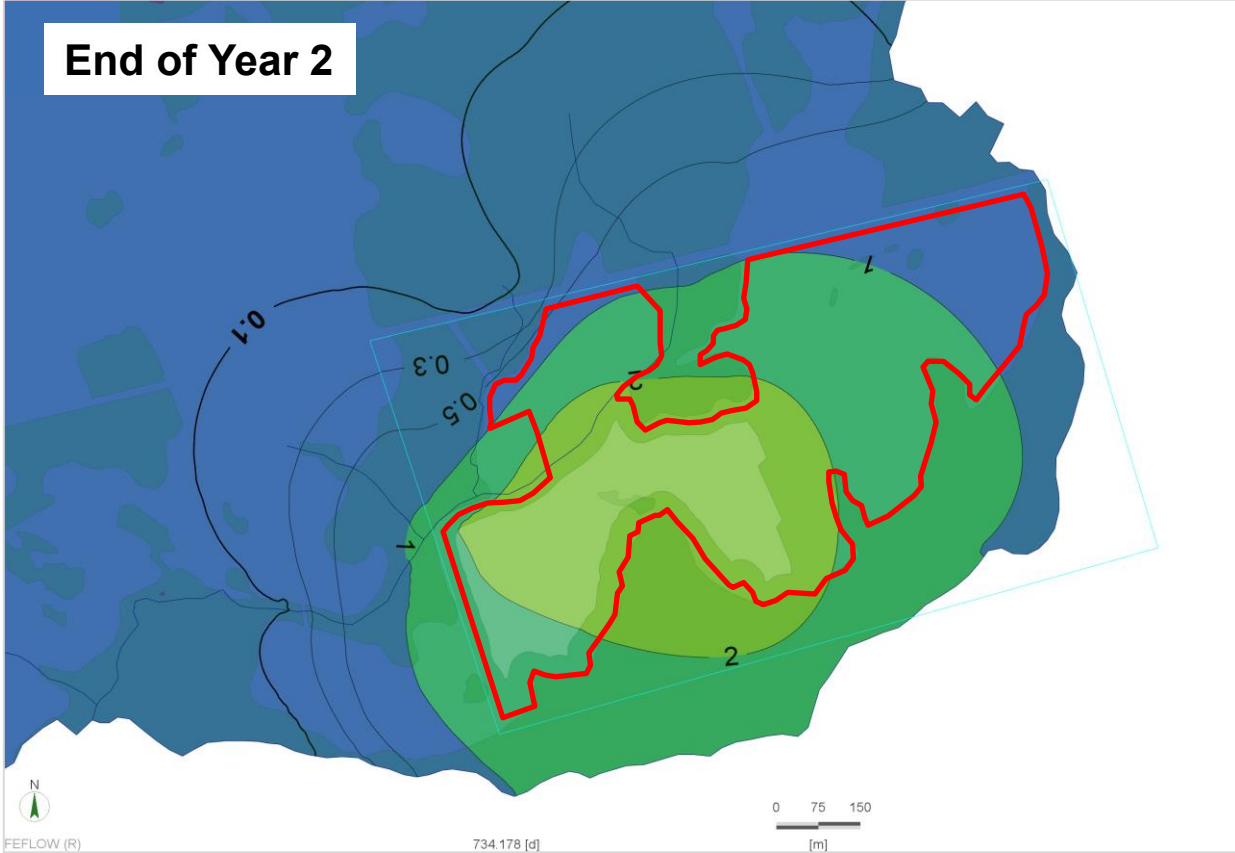 End of Year 2
1
0.1
0.3
0.5
2
1
2
N
0 75 150
FEFLOW (R)
734.178 [d]
[m]